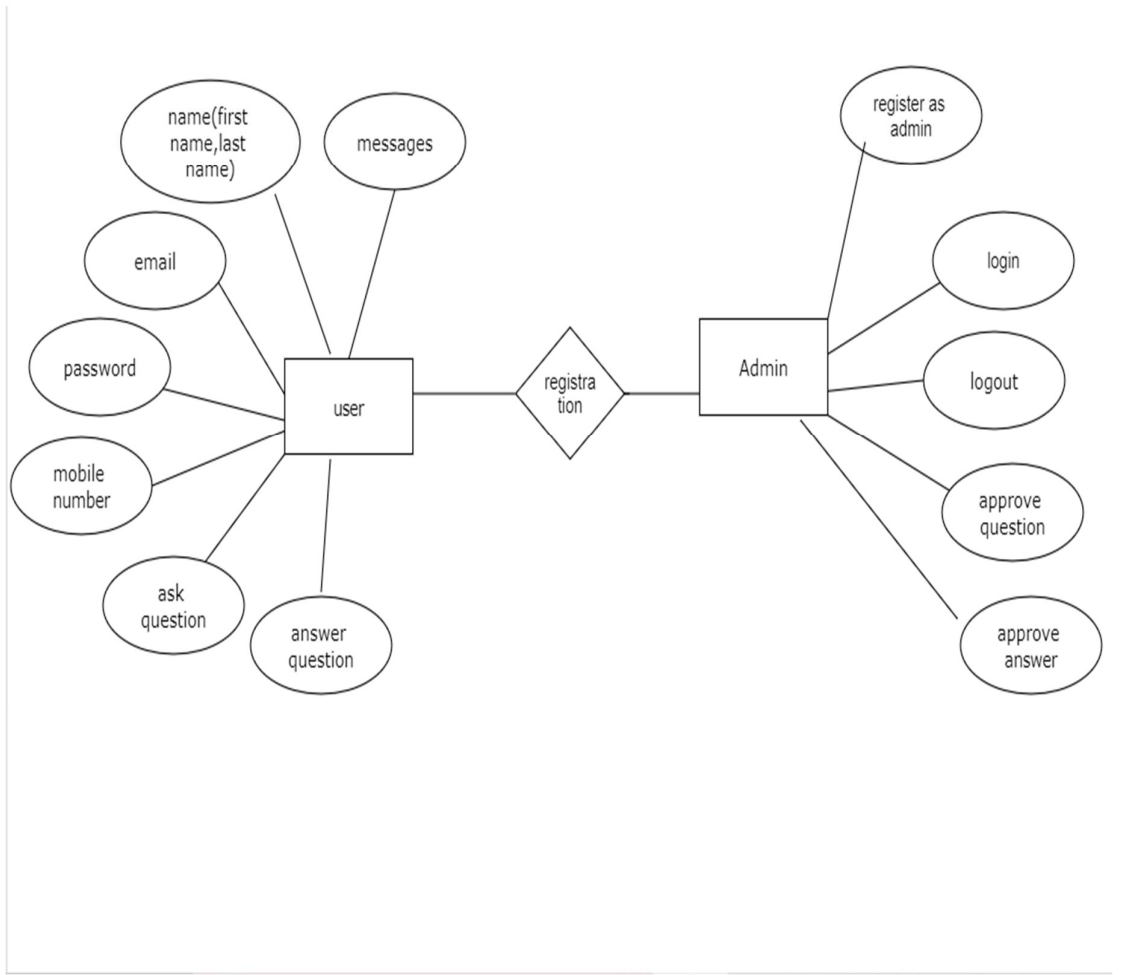 name(first
name,last
name)
messages
register as
admin
email
login
password
user
registra
tion
Admin
logout
mobile
number
approve
question
ask
question
answer
question
approve
answer